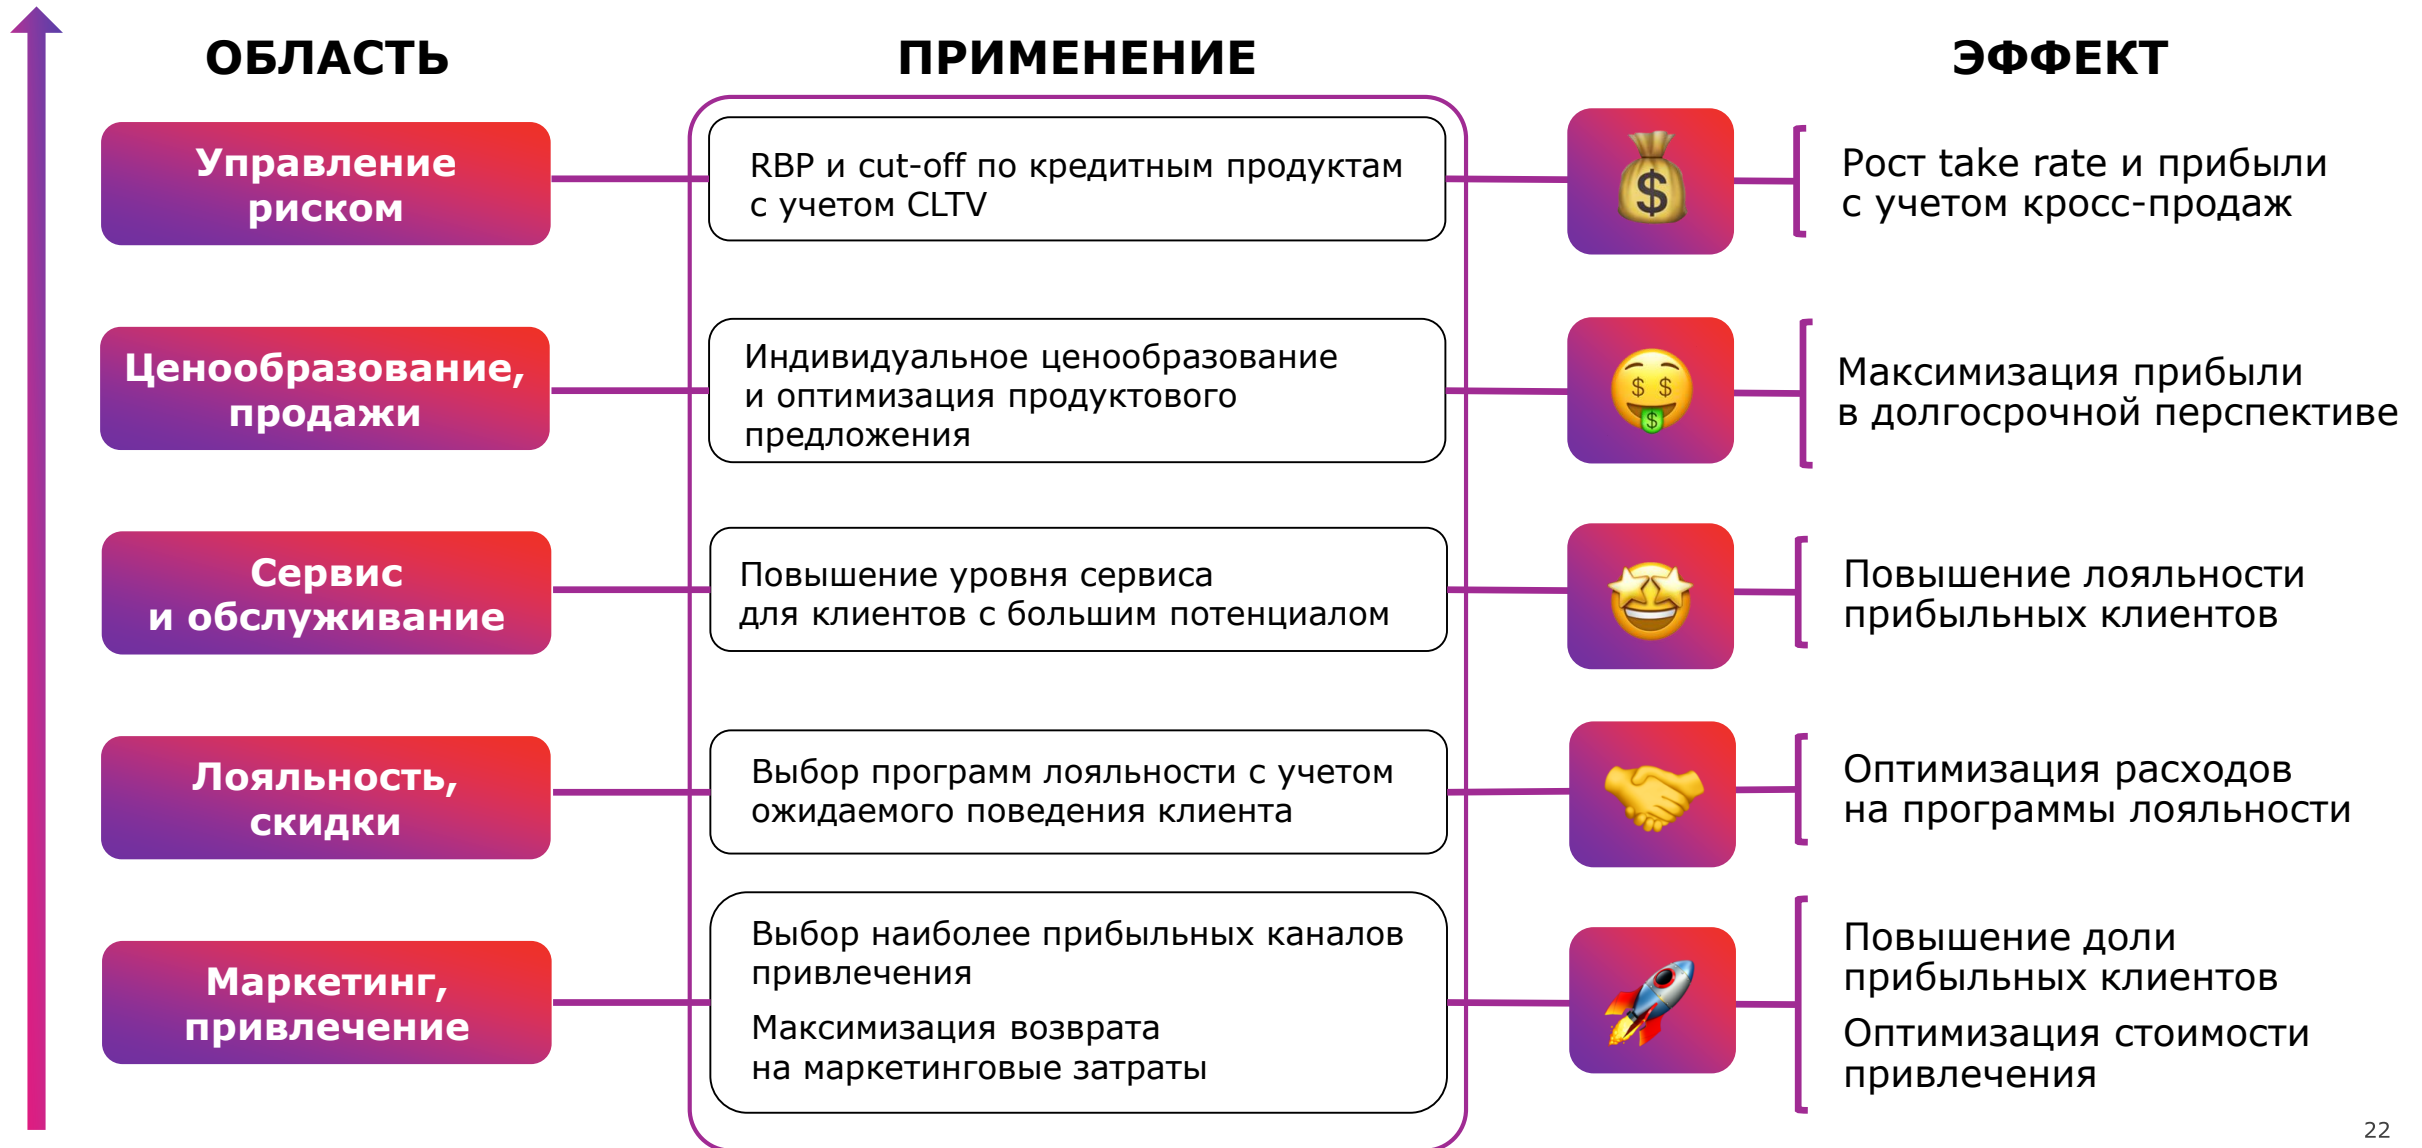 ОБЛАСТЬ
ПРИМЕНЕНИЕ
ЭФФЕКТ
Управление
риском
RBP и cut-off по кредитным продуктам
с учетом CLTV
$
Рост take rate и прибыли
с учетом кросс-продаж
Ценообразование,
продажи
Индивидуальное ценообразование
и оптимизация продуктового
предложения
$ $
$
Максимизация прибыли
в долгосрочной перспективе
Сервис
и обслуживание
Повышение уровня сервиса
для клиентов с большим потенциалом
Повышение лояльности
прибыльных клиентов
Лояльность,
скидки
Выбор программ лояльности с учетом
ожидаемого поведения клиента
Оптимизация расходов
на программы лояльности
Маркетинг,
привлечение
Выбор наиболее прибыльных каналов
привлечения
Максимизация возврата
на маркетинговые затраты
Повышение доли
прибыльных клиентов
Оптимизация стоимости
привлечения
22